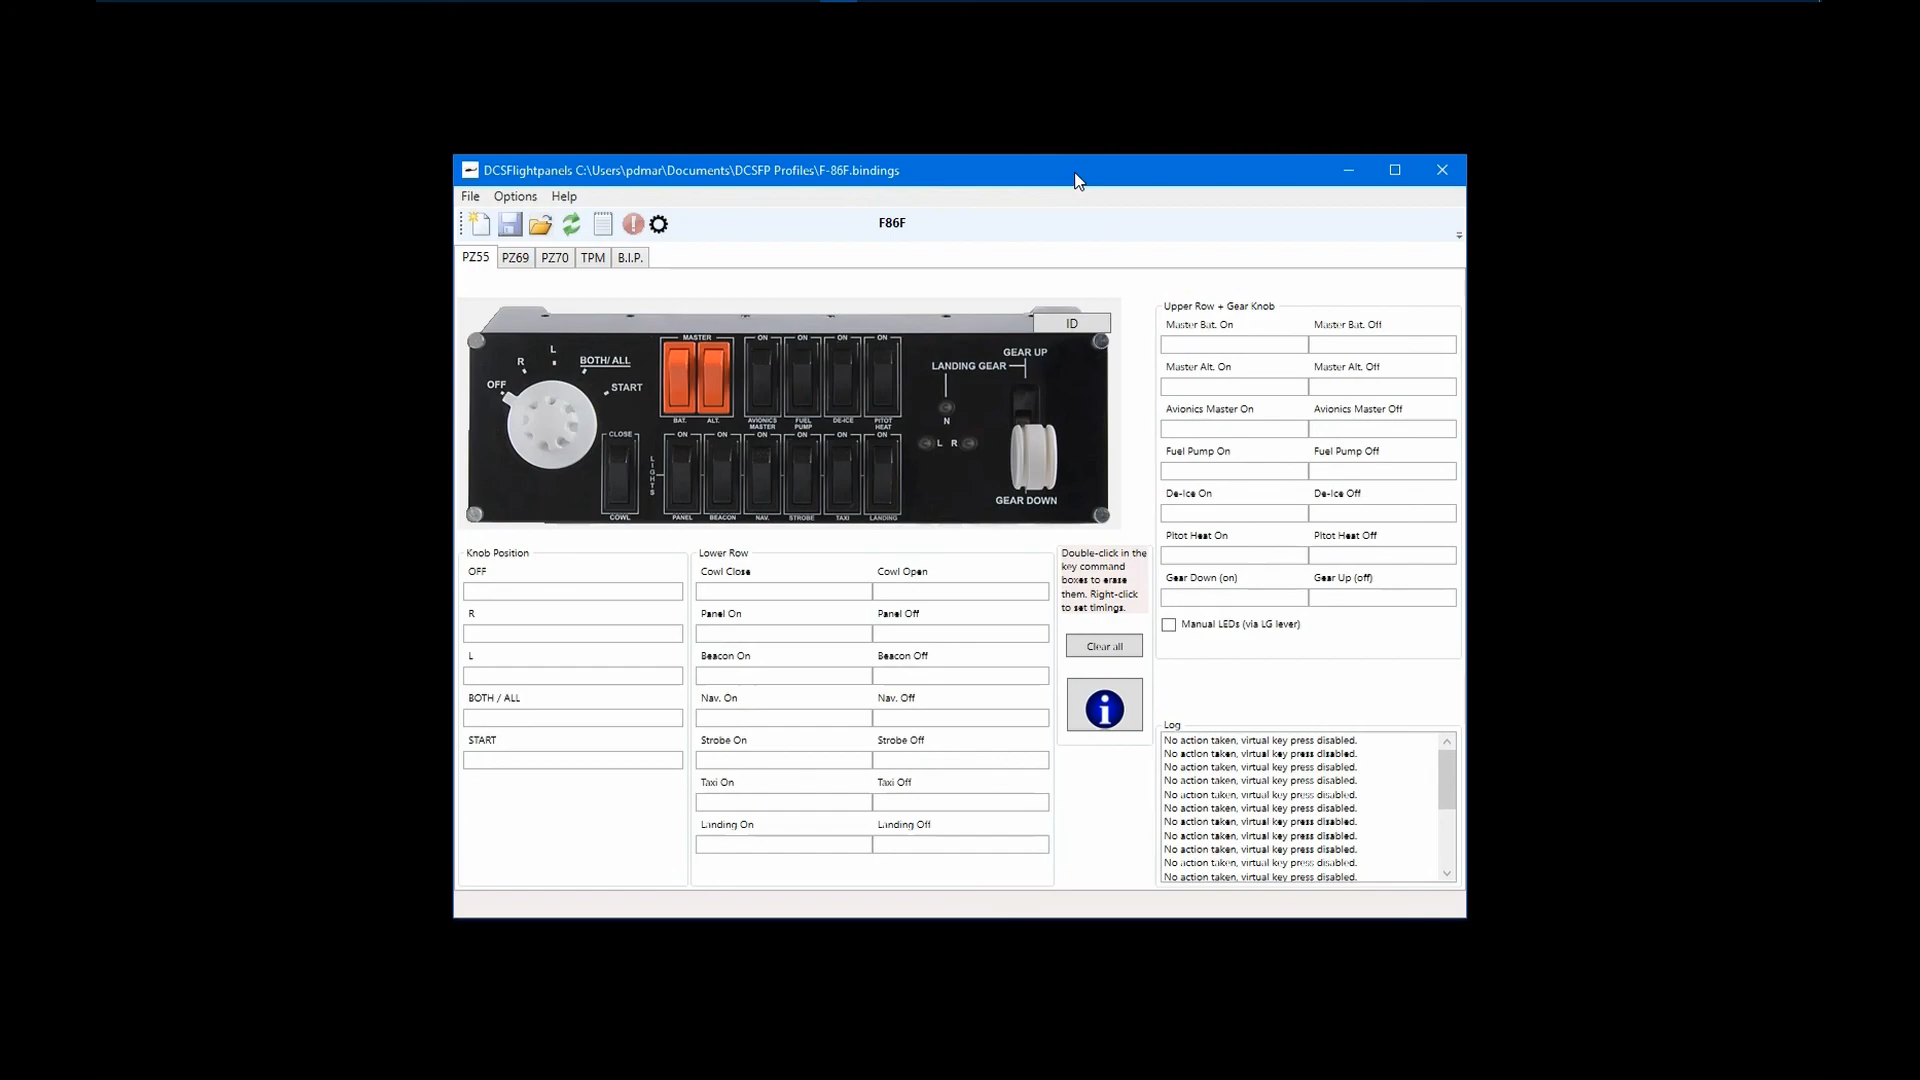 DCSFlightpanels C:\Users\pdmar\Documents\DCSFP Profiles\F-86F.bindings
File Options Help
F86F
PZ55 PZ69 PZ70 TPM B.I.P.
ID
OFF
R
L
BOTH/ ALL
START
MASTER
BAT.
ALT.
ON
ON
ON
ON
AVIONICS MASTER
FUEL PUMP
DE-ICE
PITOT HEAT
CLOSE
COWL
LIGHTS
ON
ON
ON
ON
ON
ON
PANEL
BEACON
NAV.
STROBE
TAXI
LANDING
LANDING GEAR
GEAR UP
N
L R
GEAR DOWN
Upper Row + Gear Knob
Master Bat. On Master Bat. Off
Master Alt. On Master Alt. Off
Avionics Master On Avionics Master Off
Fuel Pump On Fuel Pump Off
De-Ice On De-Ice Off
Pitot Heat On Pitot Heat Off
Gear Down (on) Gear Up (off)
Manual LEDs (via LG lever)
Knob Position
OFF
R
L
BOTH / ALL
START
Lower Row
Cowl Close Cowl Open
Panel On Panel Off
Beacon On Beacon Off
Nav. On Nav. Off
Strobe On Strobe Off
Taxi On Taxi Off
Landing On Landing Off
Double-click in the
key command
boxes to erase
them. Right-click
to set timings.
Clear all
Log
No action taken, virtual key press disabled.
No action taken, virtual key press disabled.
No action taken, virtual key press disabled.
No action taken, virtual key press disabled.
No action taken, virtual key press disabled.
No action taken, virtual key press disabled.
No action taken, virtual key press disabled.
No action taken, virtual key press disabled.
No action taken, virtual key press disabled.
No action taken, virtual key press disabled.
No action taken, virtual key press disabled.